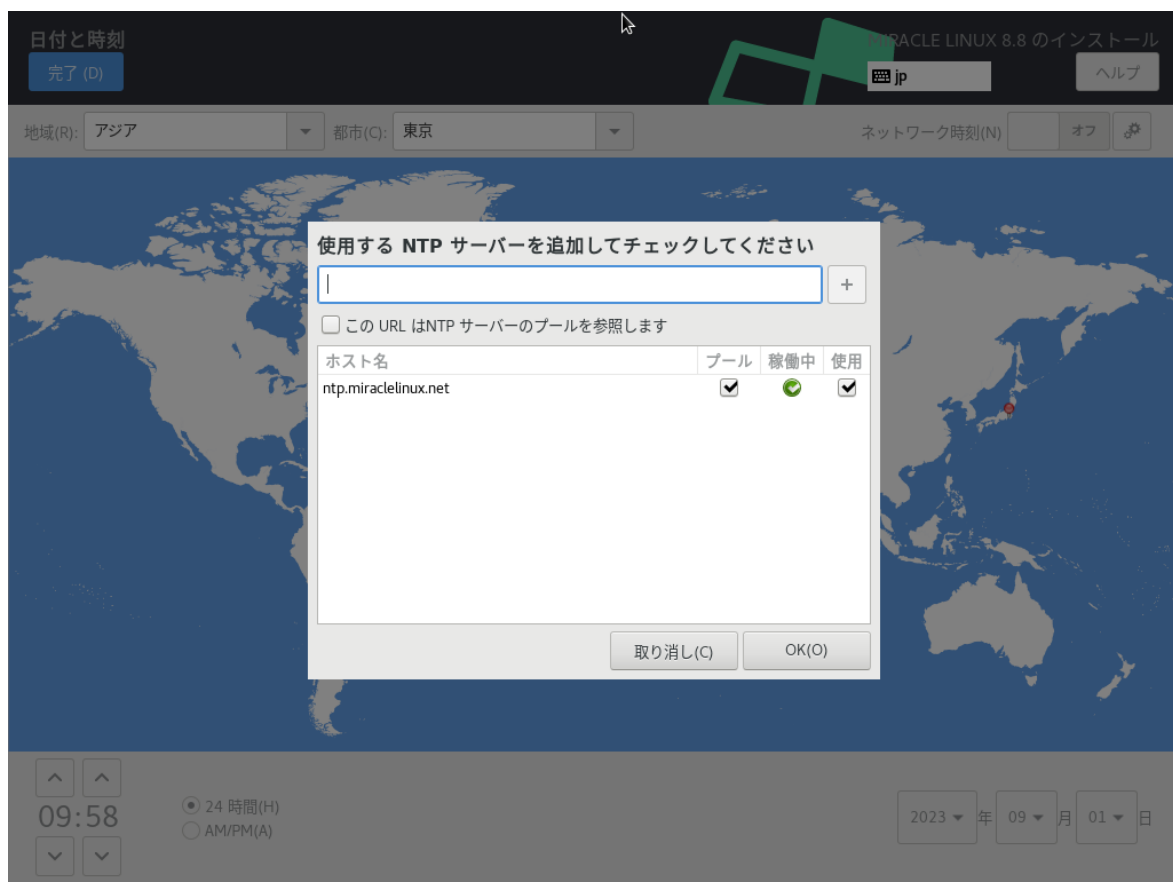 日付と時刻
MIRACLE LINUX 8.8 のインストール
完了 (D)
jp
ヘルプ
地域(R): アジア 都市(C): 東京 ネットワーク時刻(N) オフ
使用する NTP サーバーを追加してチェックしてください
+
この URL はNTP サーバーのプールを参照します
ホスト名 プール 稼働中 使用
ntp.miraclelinux.net
取り消し(C) OK(O)
09:58
24 時間(H)
AM/PM(A)
2023 年 09 月 01 日